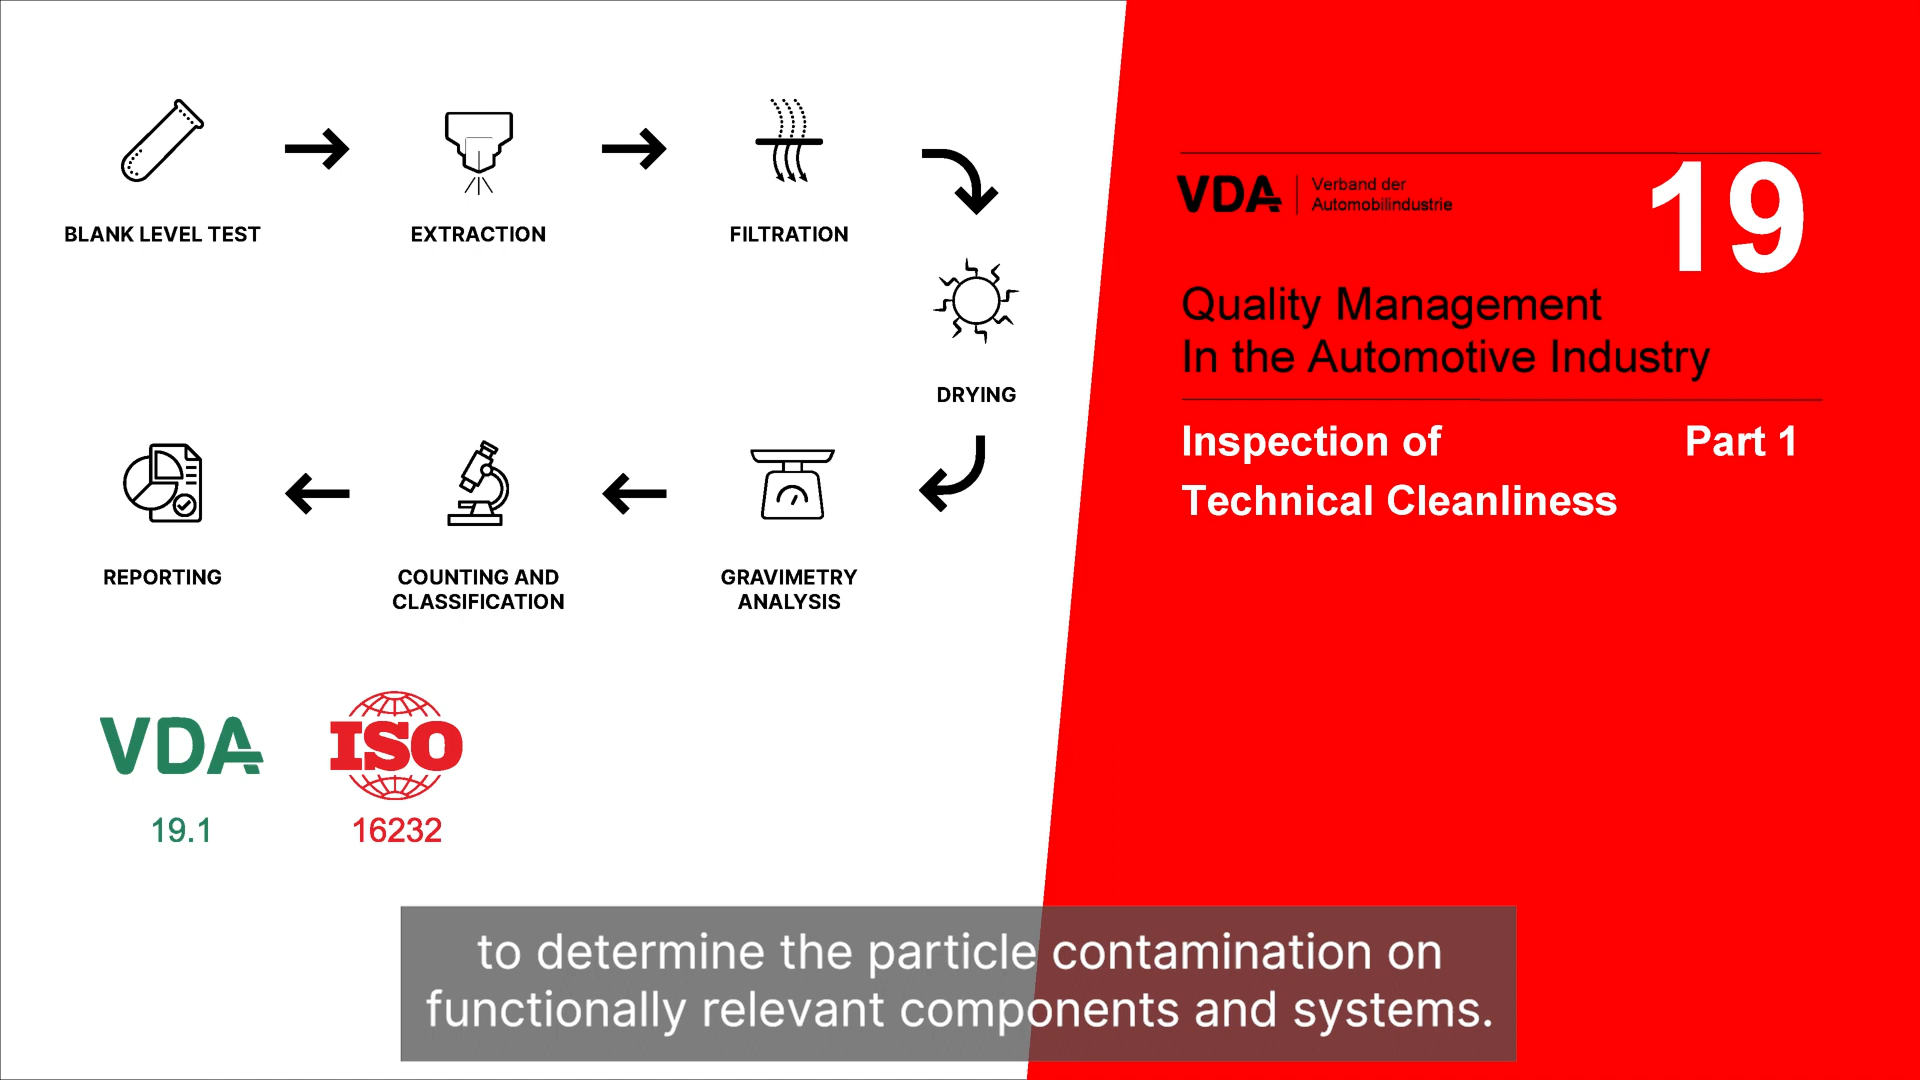 BLANK LEVEL TEST
EXTRACTION
FILTRATION
DRYING
GRAVIMETRY
ANALYSIS
COUNTING AND
CLASSIFICATION
REPORTING
VDA
19.1
ISO
16232
VDA
Verband der
Automobilindustrie
19
Quality Management
In the Automotive Industry
Inspection of
Technical Cleanliness
Part 1
to determine the particle contamination on
functionally relevant components and systems.